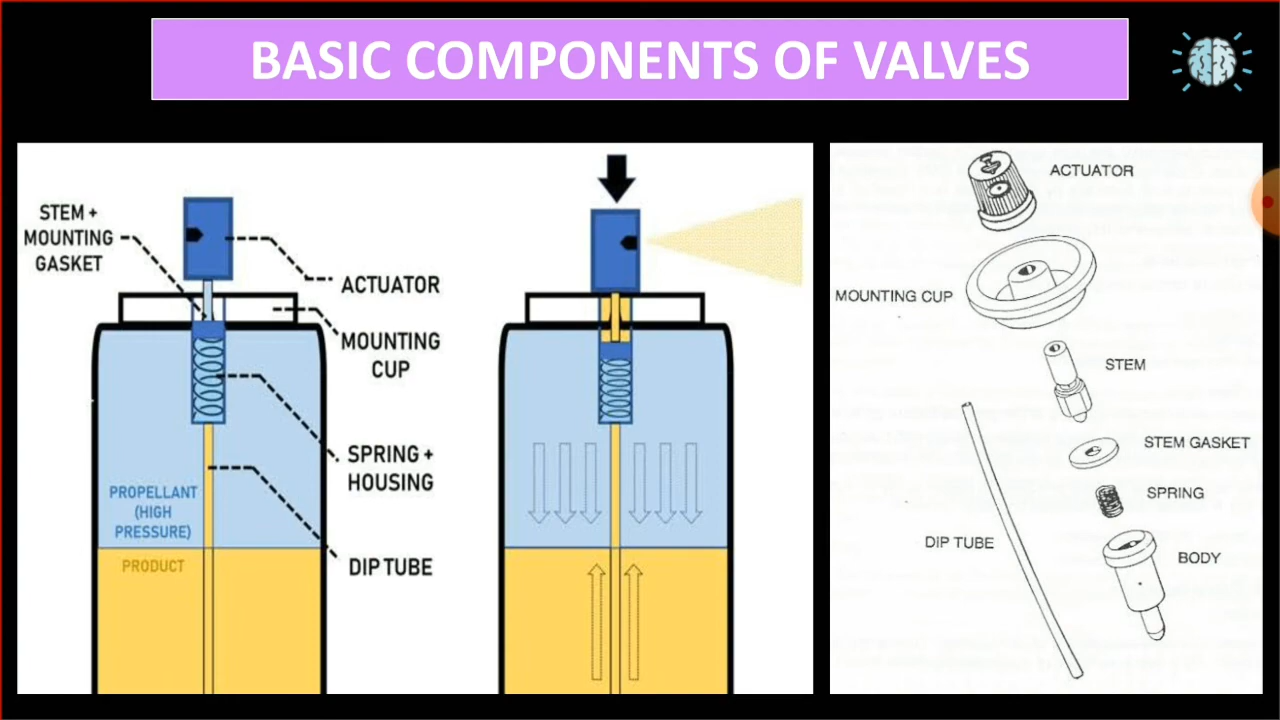 BASIC COMPONENTS OF VALVES
STEM +
MOUNTING
GASKET
ACTUATOR
MOUNTING
CUP
SPRING +
HOUSING
PROPELLANT
(HIGH
PRESSURE)
PRODUCT
DIP TUBE
ACTUATOR
MOUNTING CUP
STEM
STEM GASKET
SPRING
DIP TUBE
BODY